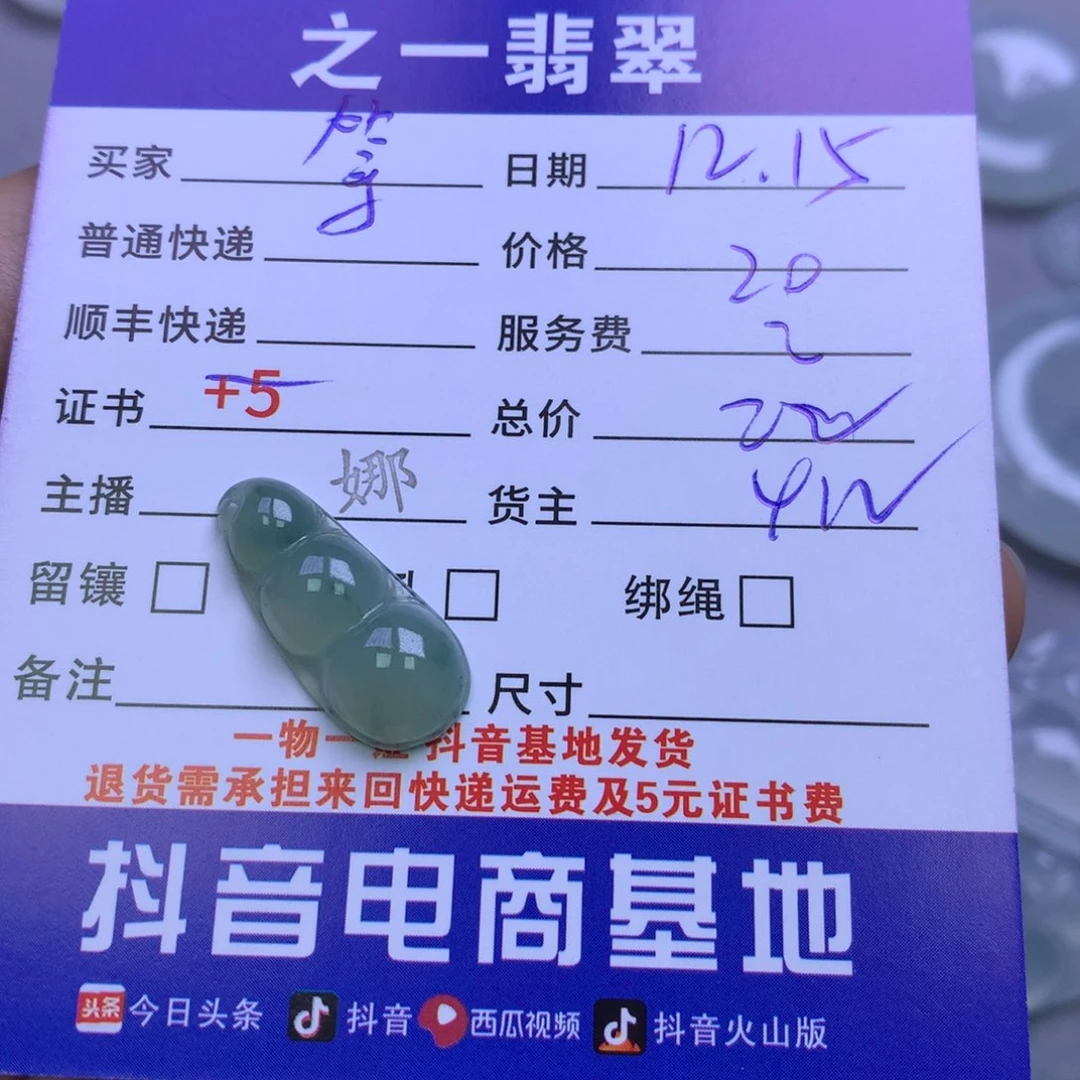 之一翡翠
买家 日期 12.15
普通快递 价格 20
顺丰快递 服务费 2
证书 +5 总价
主播 娜 货主
留镶 绑绳
备注 尺寸
一物一证 抖音基地发货
退货需承担来回快递运费及5元证书费
抖音电商基地
头条 今日头条 抖音 西瓜视频 抖音火山版